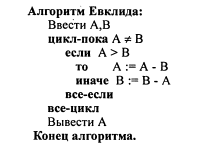 Алгоритм Евклида:
Ввести A,B
цикл-пока A ≠ B
если A > B
то A := A - B
иначе B := B - A
все-если
все-цикл
Вывести A
Конец алгоритма.